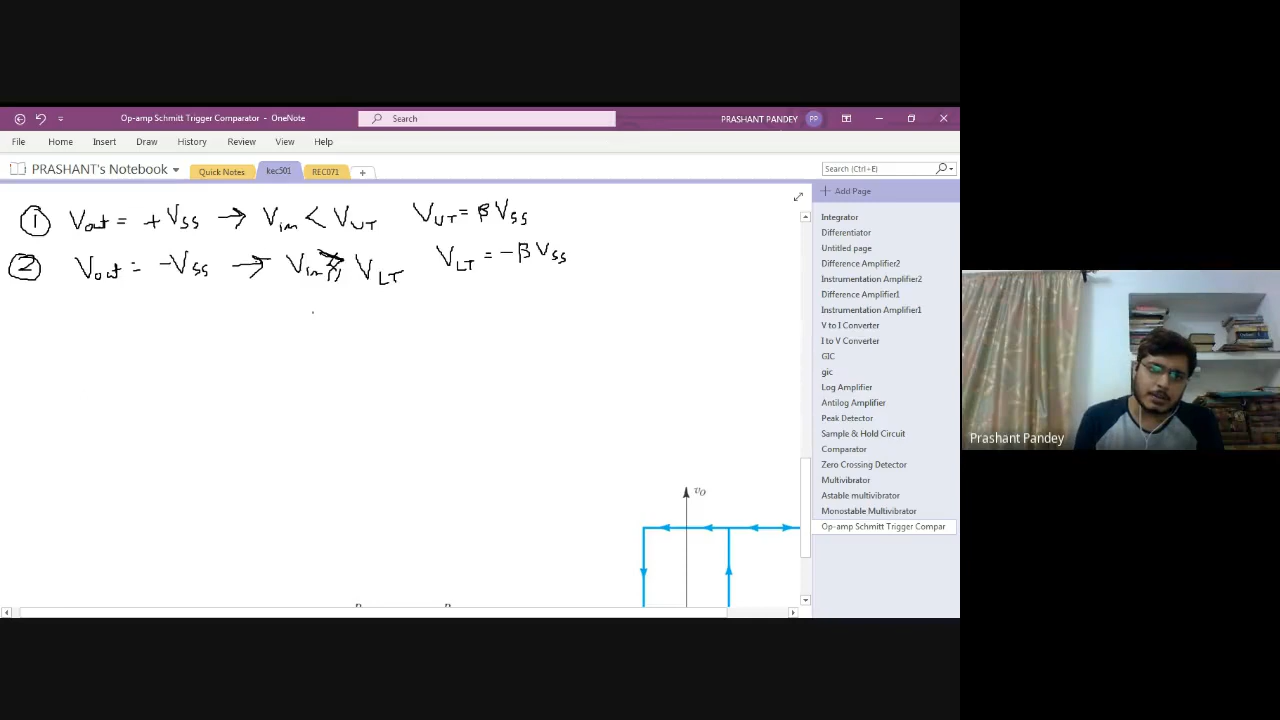 Op-amp Schmitt Trigger Comparator - OneNote
Search
PRASHANT PANDEY
PP
File Home Insert Draw History Review View Help
PRASHANT's Notebook
Quick Notes
kec501
REC071
Search (Ctrl+E)
Add Page
① Vout = +VSS → Vin < VUT VUT = βVSS
② Vout = -VSS → Vin > VLT VLT = -βVSS
vO
Integrator
Differentiator
Untitled page
Difference Amplifier2
Instrumentation Amplifier2
Difference Amplifier1
Instrumentation Amplifier1
V to I Converter
I to V Converter
GIC
gic
Log Amplifier
Antilog Amplifier
Peak Detector
Sample & Hold Circuit
Comparator
Zero Crossing Detector
Multivibrator
Astable multivibrator
Monostable Multivibrator
Op-amp Schmitt Trigger Compar
Prashant Pandey